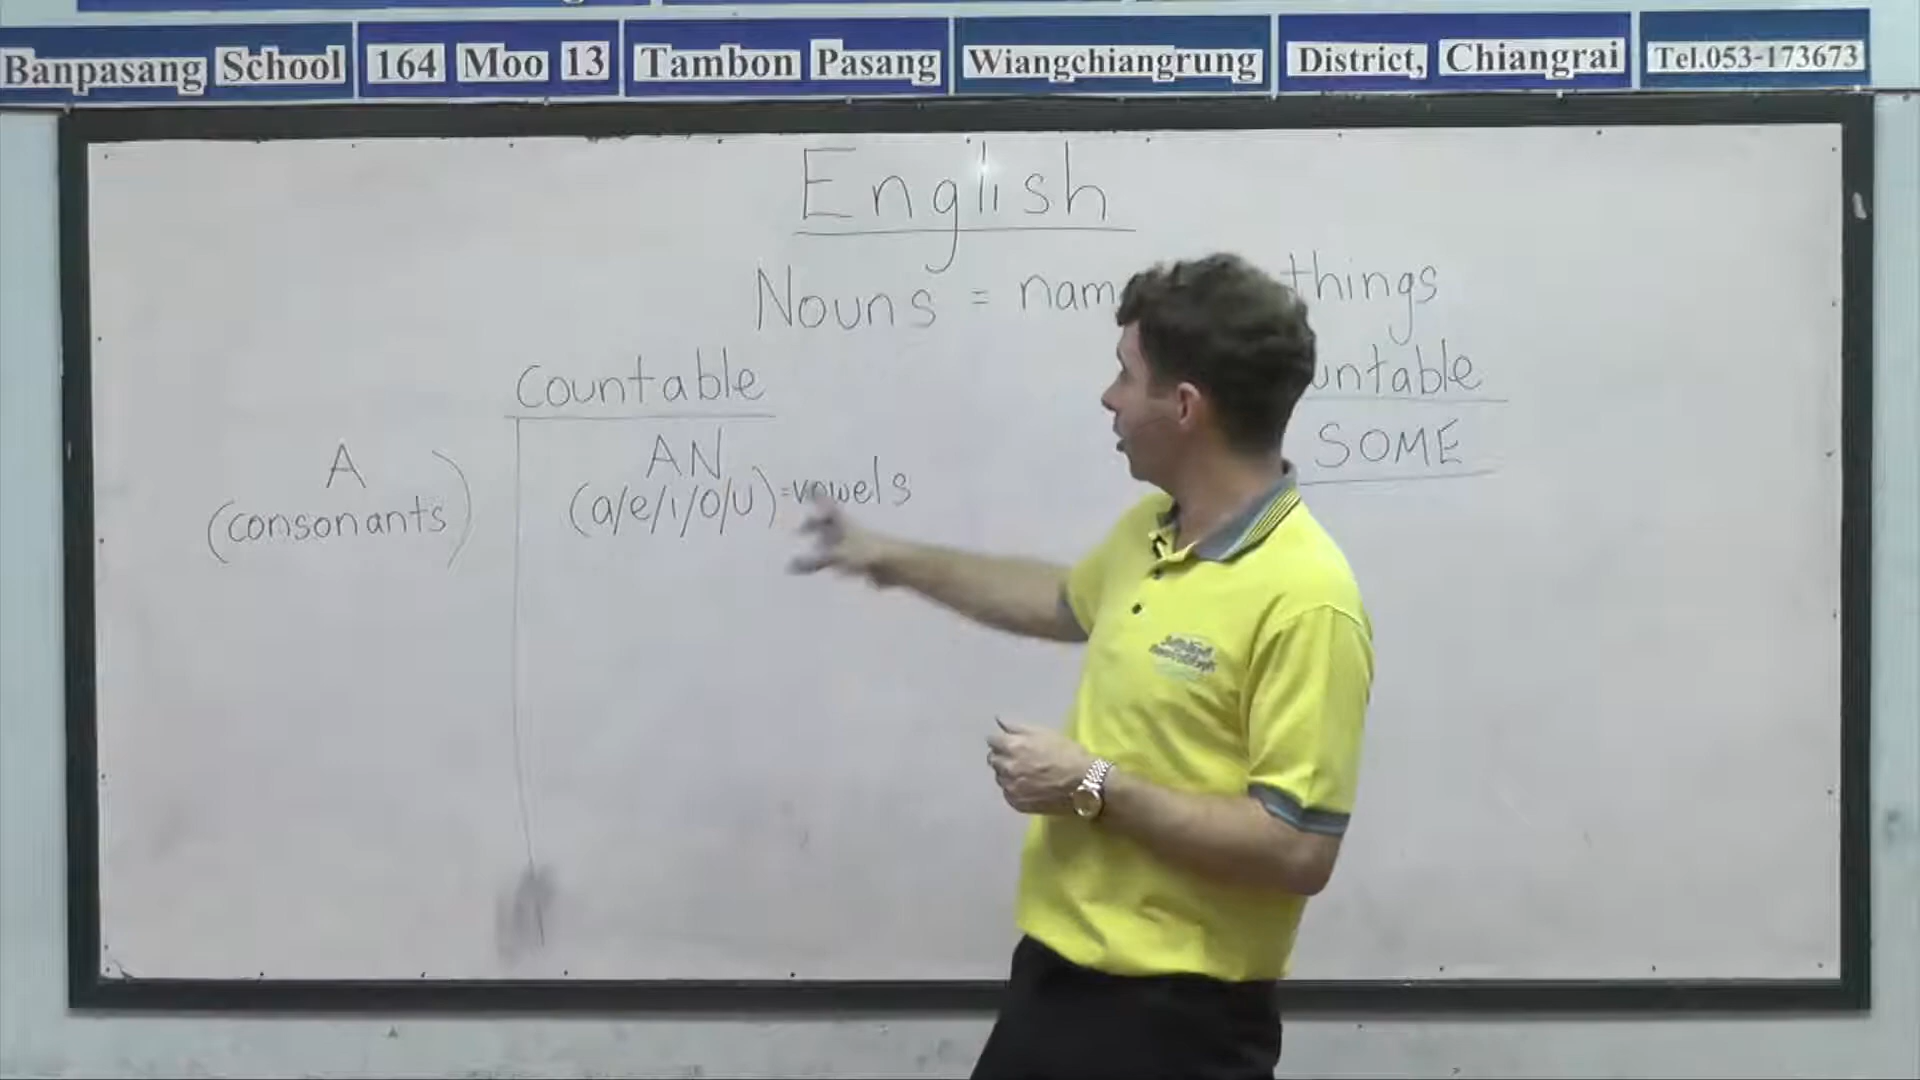 Banpasang School 164 Moo 13 Tambon Pasang Wiangchiangrung District, Chiangrai Tel.053-173673
English
Nouns = nam things
countable untable
A AN SOME
(consonants) (a/e/i/o/u)=vowels